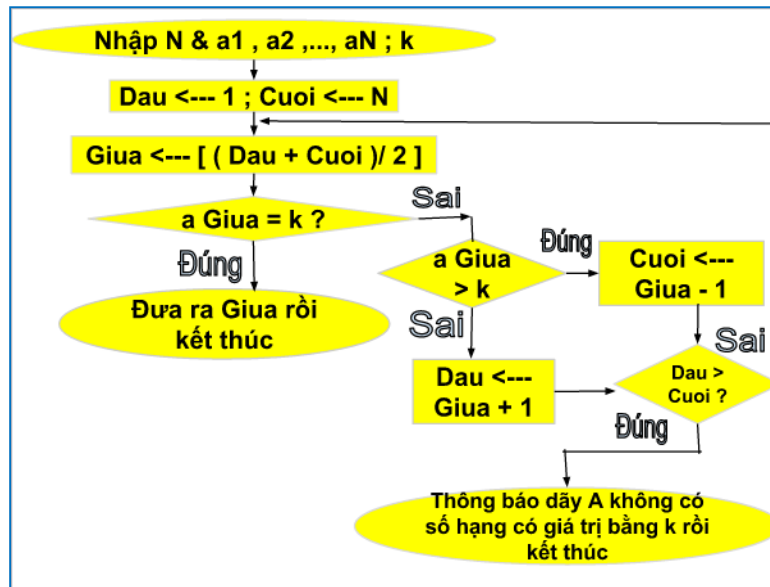 Nhập N & a1 , a2 ,..., aN ; k
Dau <--- 1 ; Cuoi <--- N
Giua <--- [ ( Dau + Cuoi )/ 2 ]
a Giua = k ?
Sai
Đúng
Đưa ra Giua rồi
kết thúc
a Giua
> k
Đúng
Cuoi <---
Giua - 1
Sai
Dau <---
Giua + 1
Sai
Dau >
Cuoi ?
Đúng
Thông báo dãy A không có
số hạng có giá trị bằng k rồi
kết thúc